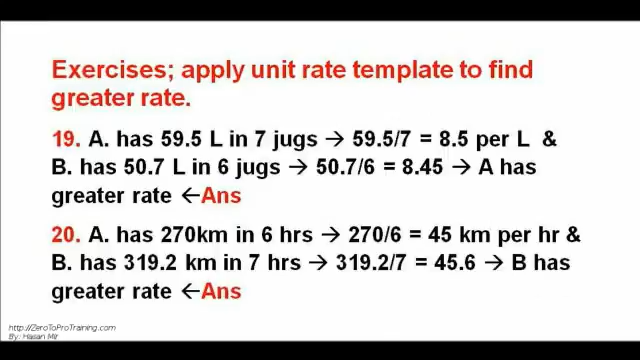 Exercises; apply unit rate template to find
greater rate.
19. A. has 59.5 L in 7 jugs → 59.5/7 = 8.5 per L &
B. has 50.7 L in 6 jugs → 50.7/6 = 8.45 → A has
greater rate ←Ans
20. A. has 270km in 6 hrs → 270/6 = 45 km per hr &
B. has 319.2 km in 7 hrs → 319.2/7 = 45.6 → B has
greater rate ←Ans
http://ZeroToProTraining.com
By: Hasan Mir